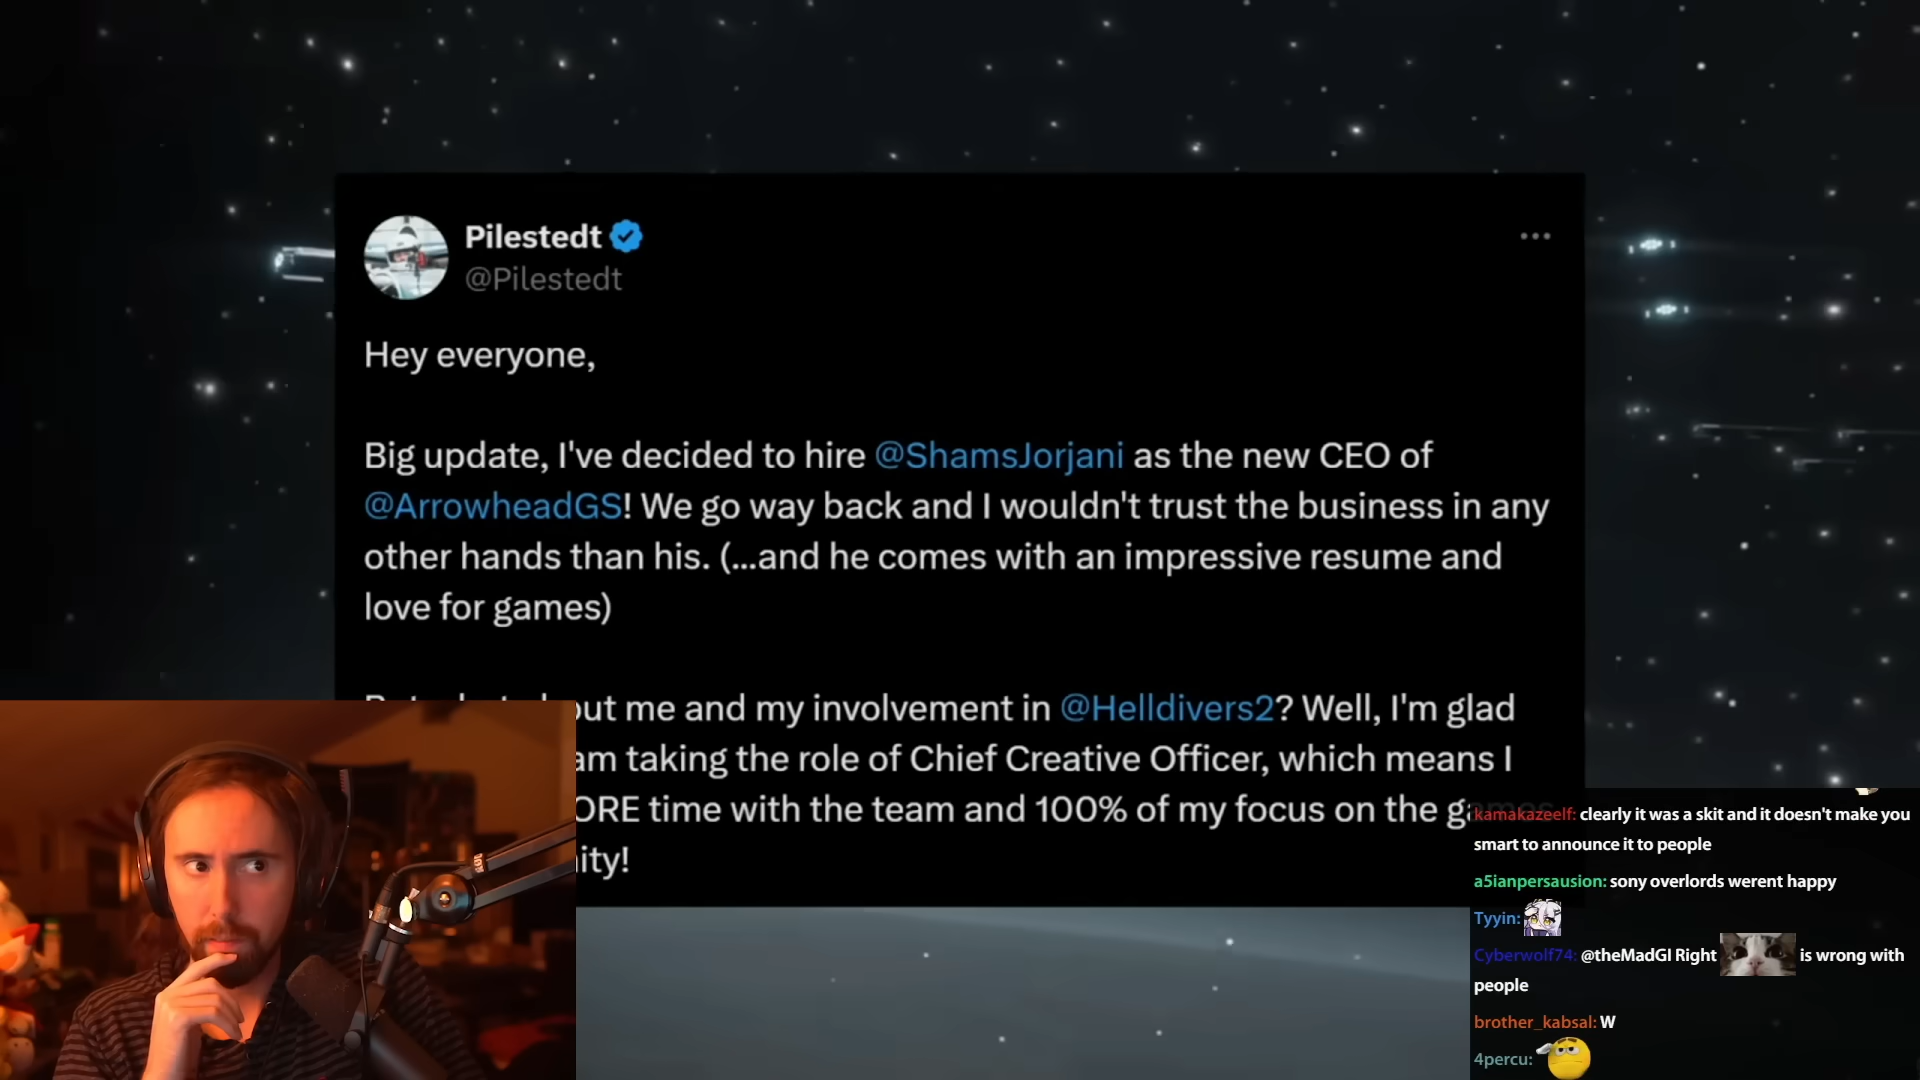 Pilestedt
@Pilestedt
Hey everyone,
Big update, I've decided to hire @ShamsJorjani as the new CEO of
@ArrowheadGS! We go way back and I wouldn't trust the business in any
other hands than his. (...and he comes with an impressive resume and
love for games)
me and my involvement in @Helldivers2? Well, I'm glad
am taking the role of Chief Creative Officer, which means I
time with the team and 100% of my focus on the games
kamakazeelf: clearly it was a skit and it doesn't make you
smart to announce it to people
a5ianpersausion: sony overlords werent happy
Tyyin:
Cyberwolf74: @theMadGI Right is wrong with
people
brother_kabsal: W
4percu: